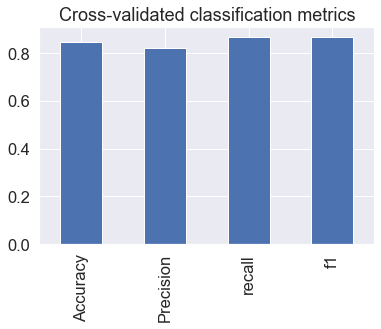 Cross-validated classification metrics
0.8
0.6
0.4
0.2
0.0
Accuracy
Precision
recall
f1